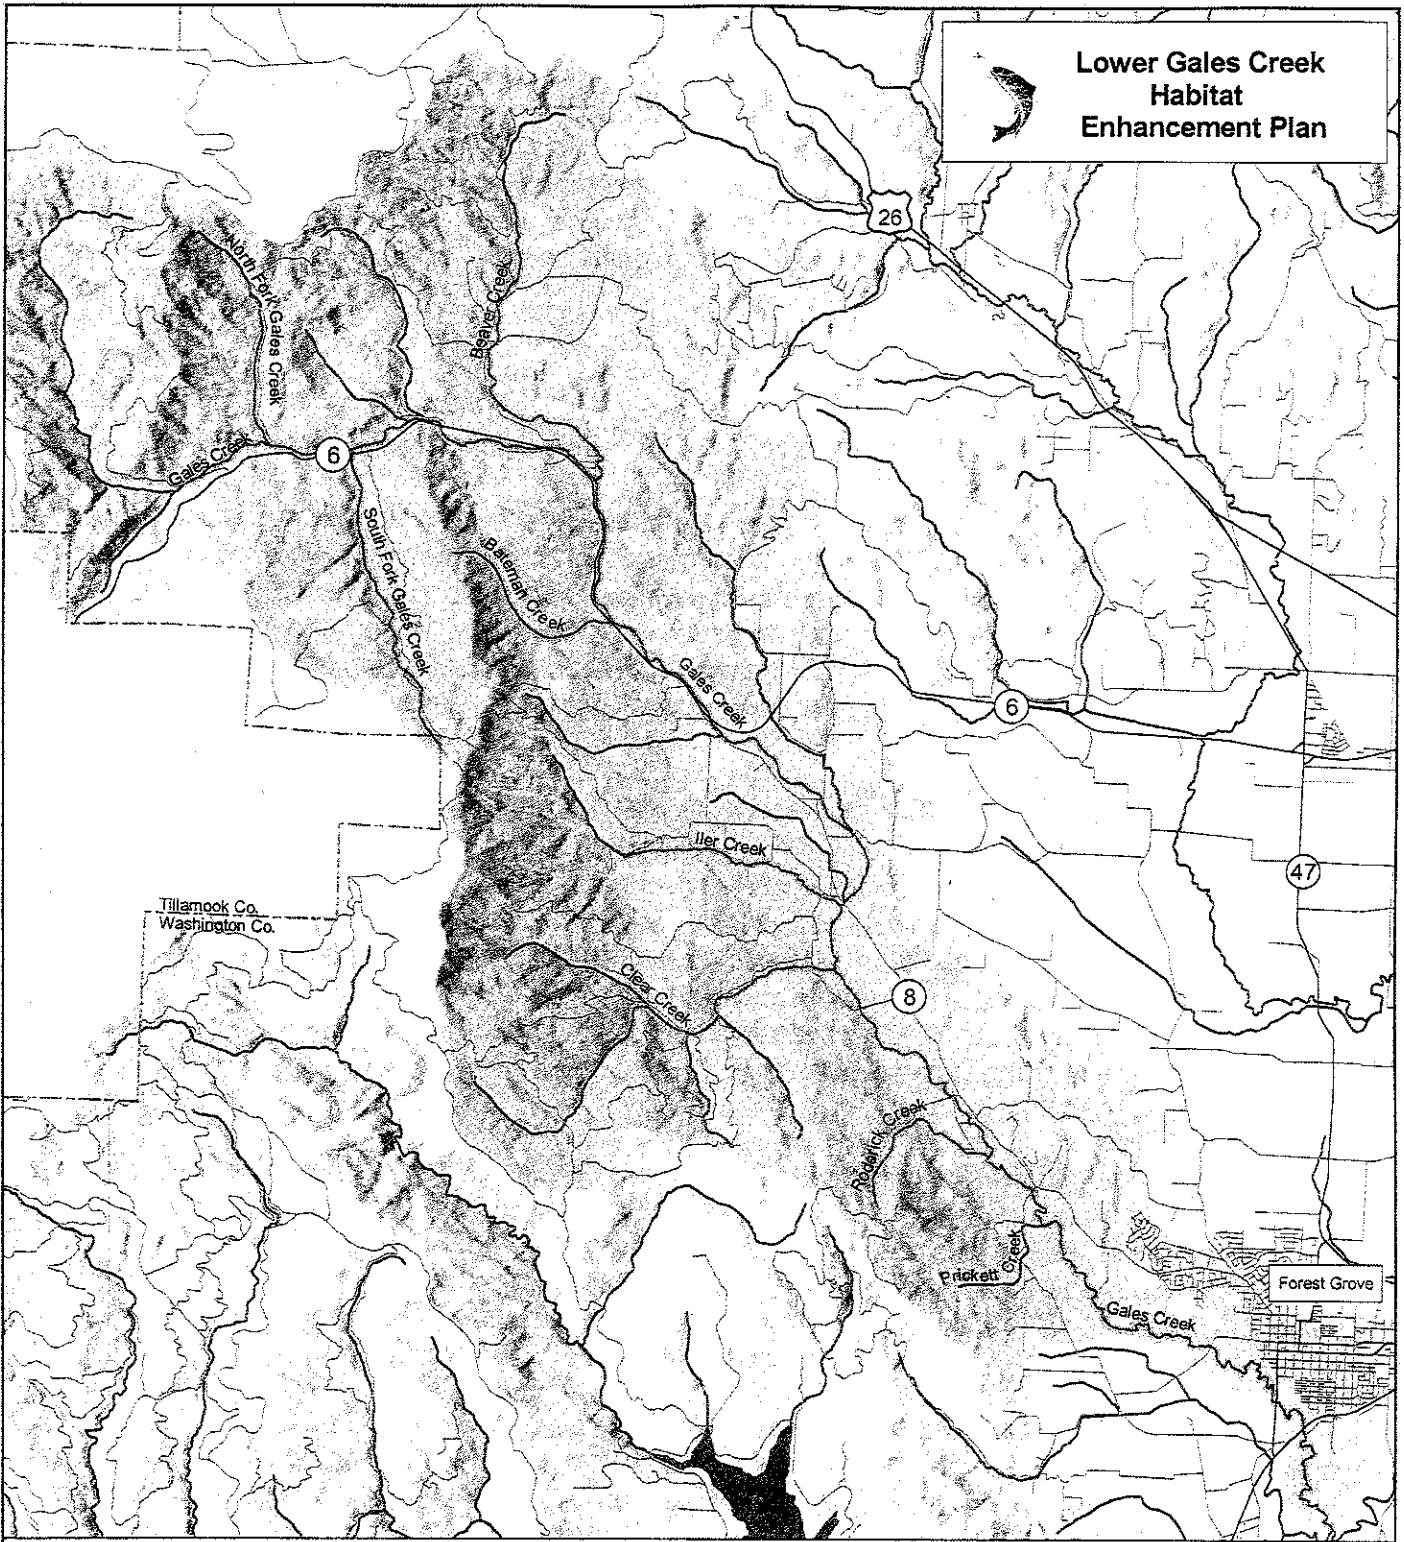 Lower Gales Creek
Habitat
Enhancement Plan
26
North Fork Gales Creek
Beaver Creek
Gales Creek
6
South Fork Gales Creek
Bateman Creek
Gales Creek
6
Iler Creek
47
Tillamook Co.
Washington Co.
Clear Creek
8
Roderick Creek
Prickett Creek
Forest Grove
Gales Creek